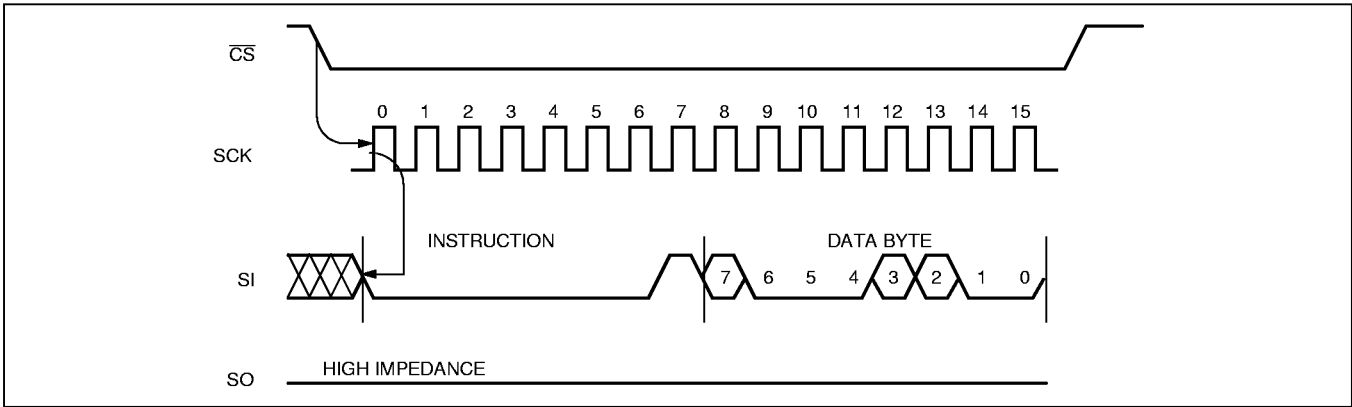 CS
0 1 2 3 4 5 6 7 8 9 10 11 12 13 14 15
SCK
INSTRUCTION DATA BYTE
SI 7 6 5 4 3 2 1 0
HIGH IMPEDANCE
SO